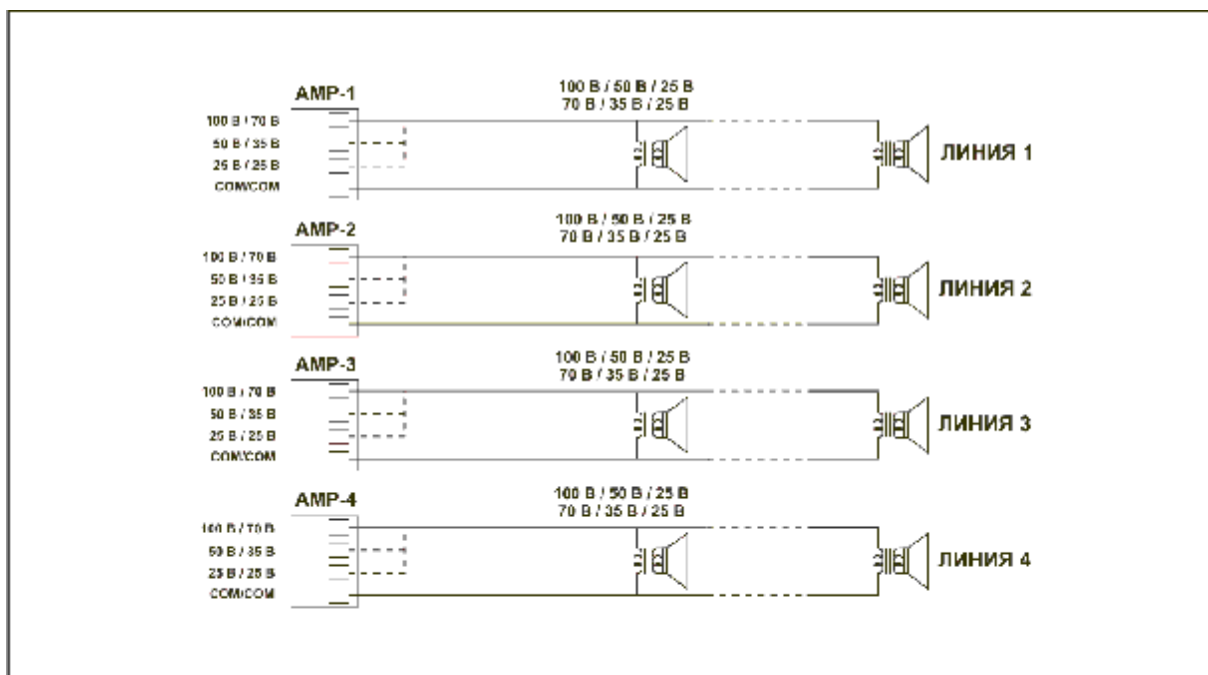 AMP-1
100 В / 50 В / 25 В
70 В / 35 В / 25 В
100 В / 70 В
50 В / 35 В
25 В / 25 В
COM/COM
ЛИНИЯ 1
AMP-2
100 В / 50 В / 25 В
70 В / 35 В / 25 В
100 В / 70 В
50 В / 35 В
25 В / 25 В
COM/COM
ЛИНИЯ 2
AMP-3
100 В / 50 В / 25 В
70 В / 35 В / 25 В
100 В / 70 В
50 В / 35 В
25 В / 25 В
COM/COM
ЛИНИЯ 3
AMP-4
100 В / 50 В / 25 В
70 В / 35 В / 25 В
100 В / 70 В
50 В / 35 В
25 В / 25 В
COM/COM
ЛИНИЯ 4